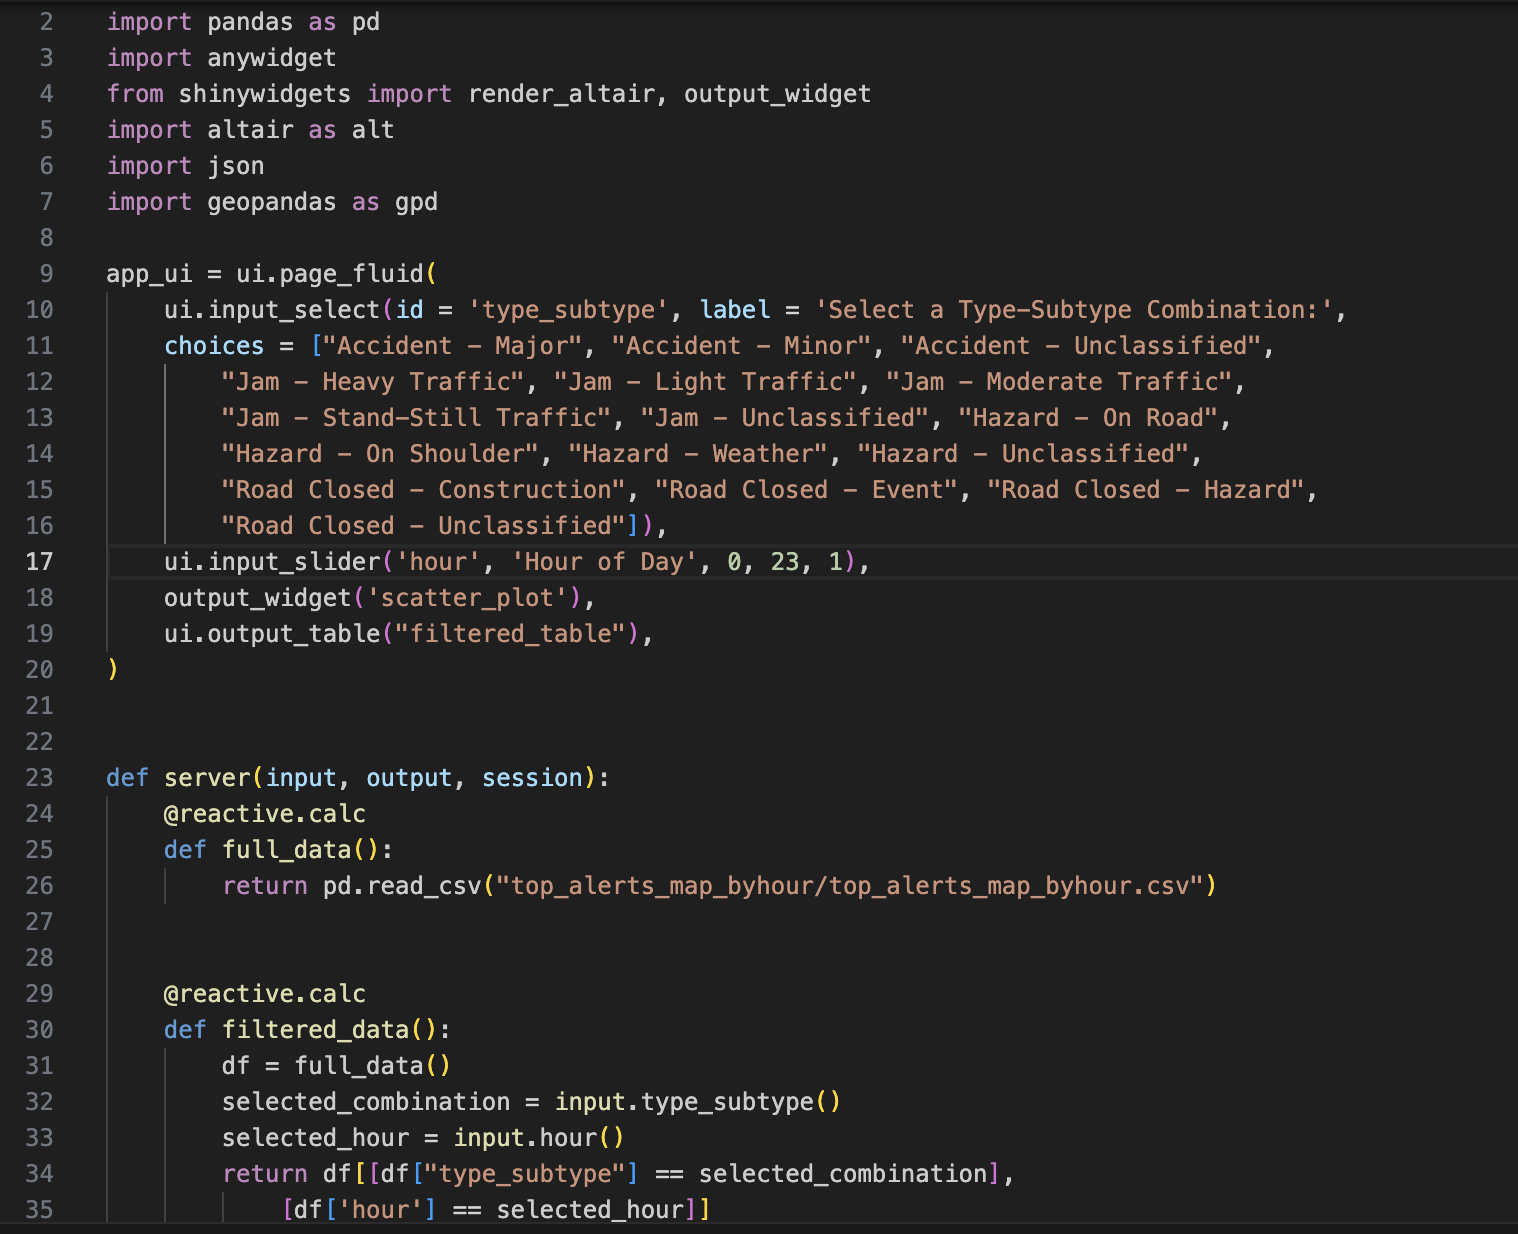 2 import pandas as pd
3 import anywidget
4 from shinywidgets import render_altair, output_widget
5 import altair as alt
6 import json
7 import geopandas as gpd
8
9 app_ui = ui.page_fluid(
10     ui.input_select(id = 'type_subtype', label = 'Select a Type-Subtype Combination:',
11     choices = ["Accident - Major", "Accident - Minor", "Accident - Unclassified",
12         "Jam - Heavy Traffic", "Jam - Light Traffic", "Jam - Moderate Traffic",
13         "Jam - Stand-Still Traffic", "Jam - Unclassified", "Hazard - On Road",
14         "Hazard - On Shoulder", "Hazard - Weather", "Hazard - Unclassified",
15         "Road Closed - Construction", "Road Closed - Event", "Road Closed - Hazard",
16         "Road Closed - Unclassified"]),
17     ui.input_slider('hour', 'Hour of Day', 0, 23, 1),
18     output_widget('scatter_plot'),
19     ui.output_table("filtered_table"),
20 )
21
22
23 def server(input, output, session):
24     @reactive.calc
25     def full_data():
26         return pd.read_csv("top_alerts_map_byhour/top_alerts_map_byhour.csv")
27
28
29     @reactive.calc
30     def filtered_data():
31         df = full_data()
32         selected_combination = input.type_subtype()
33         selected_hour = input.hour()
34         return df[[df["type_subtype"] == selected_combination],
35             [df['hour'] == selected_hour]]